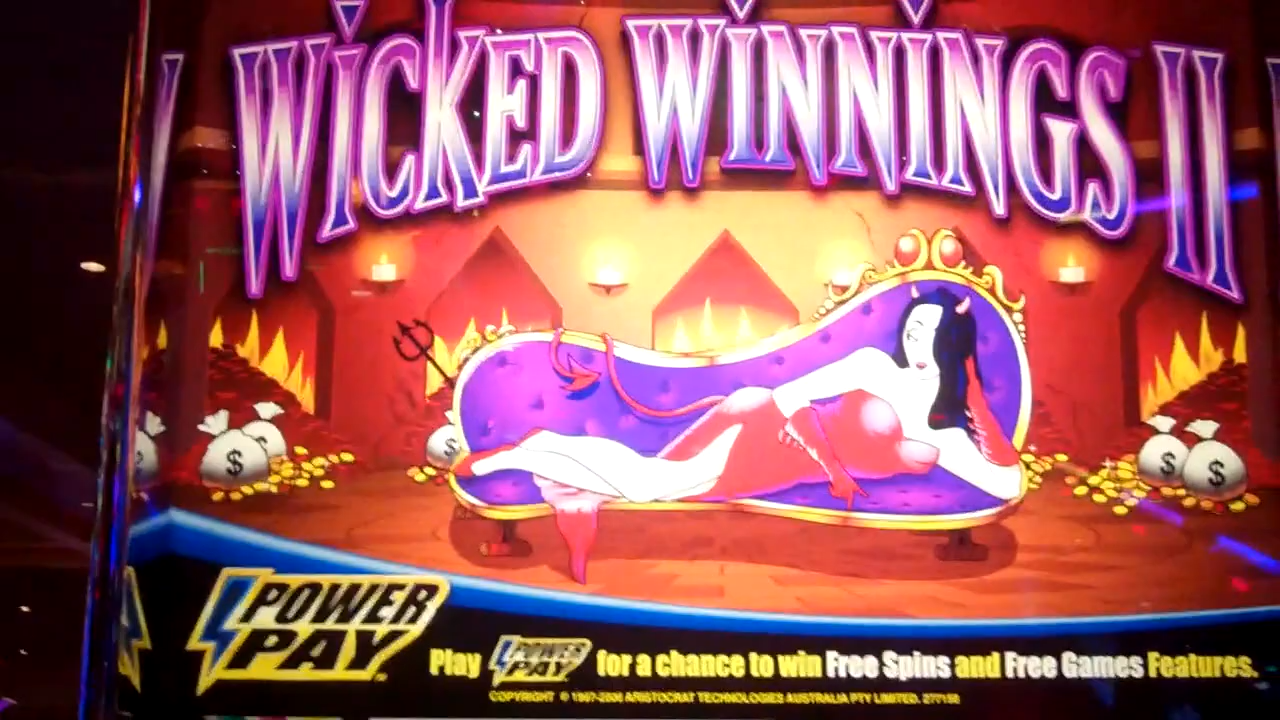 WICKED WINNINGS II
$ $ $ $
POWER
PAY
Play POWER PAY for a chance to win Free Spins and Free Games Features.
COPYRIGHT © 1997-2006 ARISTOCRAT TECHNOLOGIES AUSTRALIA PTY LIMITED.